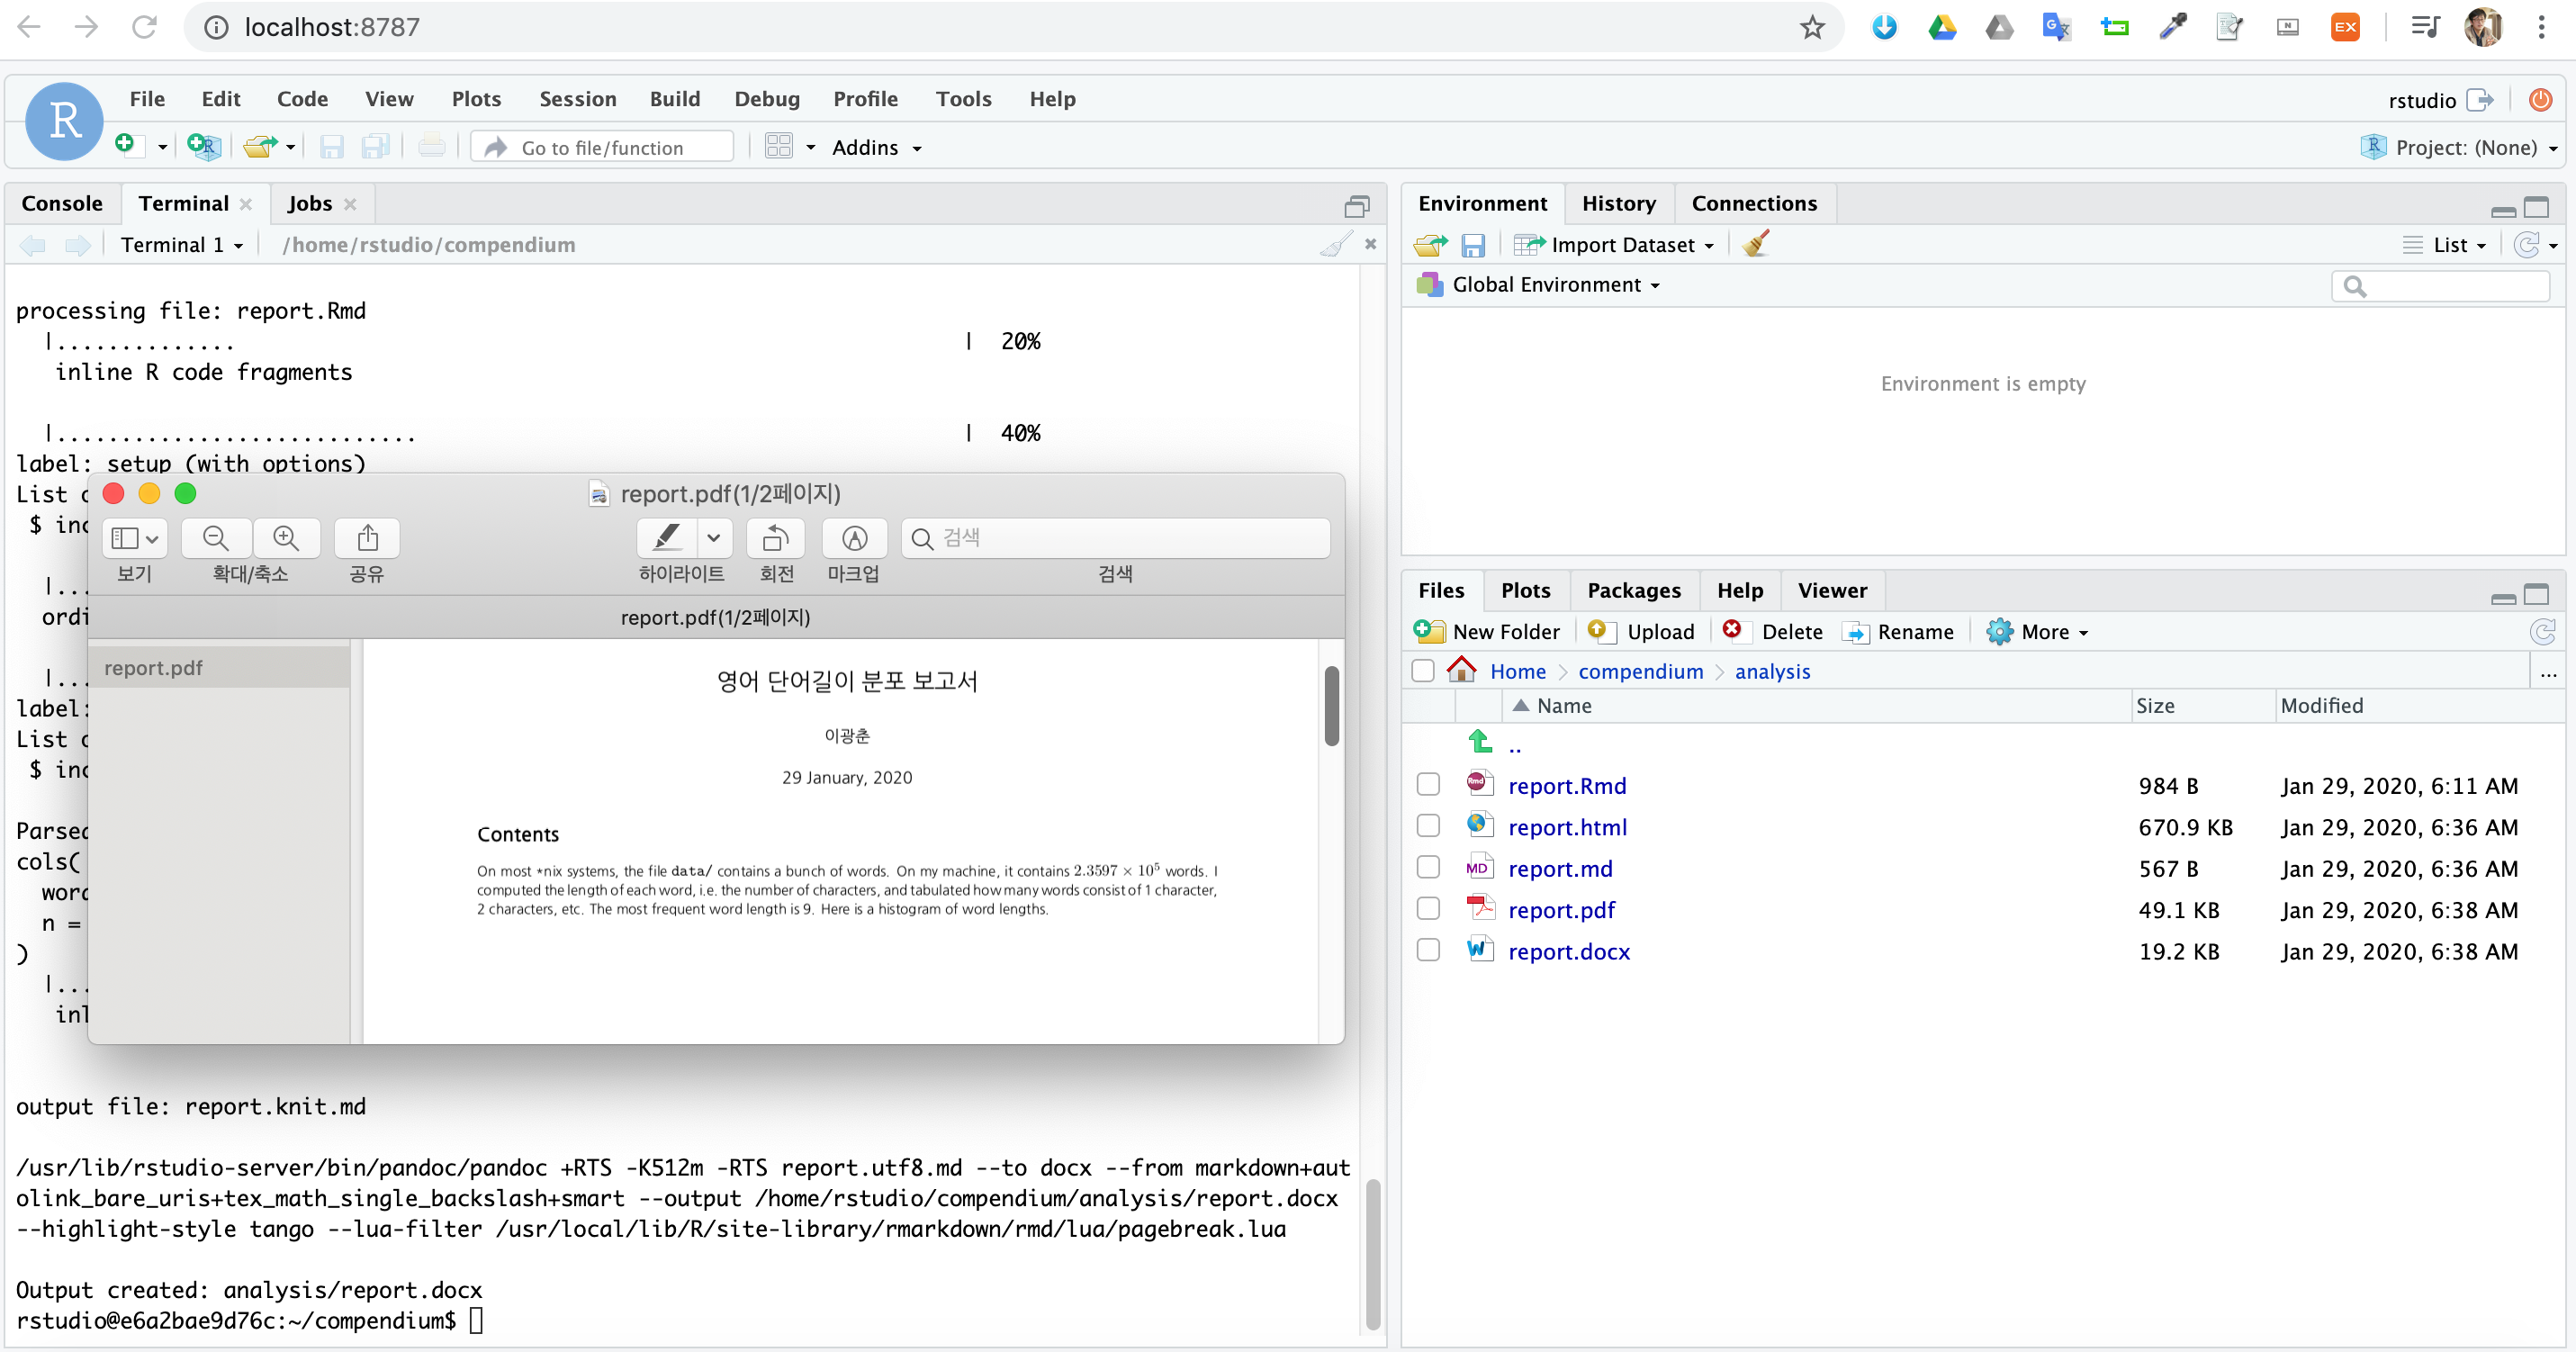 localhost:8787
EX
R
File Edit Code View Plots Session Build Debug Profile Tools Help
rstudio
Go to file/function
Addins
Project: (None)
Console Terminal Jobs
Terminal 1 /home/rstudio/compendium
processing file: report.Rmd
|.............. | 20%
inline R code fragments
|............................ | 40%
label: setup (with options)
List
$ inc
|...
ordi
|...
label:
List
$ inc
Parsed
cols(
word
n =
)
|...
inl
output file: report.knit.md
/usr/lib/rstudio-server/bin/pandoc/pandoc +RTS -K512m -RTS report.utf8.md --to docx --from markdown+aut
olink_bare_uris+tex_math_single_backslash+smart --output /home/rstudio/compendium/analysis/report.docx
--highlight-style tango --lua-filter /usr/local/lib/R/site-library/rmarkdown/rmd/lua/pagebreak.lua
Output created: analysis/report.docx
rstudio@e6a2bae9d76c:~/compendium$
report.pdf(1/2페이지)
검색
보기 확대/축소 공유 하이라이트 회전 마크업 검색
report.pdf(1/2페이지)
report.pdf
영어 단어길이 분포 보고서
이광춘
29 January, 2020
Contents
On most *nix systems, the file data/ contains a bunch of words. On my machine, it contains 2.3597 × 10⁵ words. I
computed the length of each word, i.e. the number of characters, and tabulated how many words consist of 1 character,
2 characters, etc. The most frequent word length is 9. Here is a histogram of word lengths.
Environment History Connections
Import Dataset List
Global Environment
Environment is empty
Files Plots Packages Help Viewer
New Folder Upload Delete Rename More
Home compendium analysis ...
Name Size Modified
..
report.Rmd 984 B Jan 29, 2020, 6:11 AM
report.html 670.9 KB Jan 29, 2020, 6:36 AM
report.md 567 B Jan 29, 2020, 6:36 AM
report.pdf 49.1 KB Jan 29, 2020, 6:38 AM
report.docx 19.2 KB Jan 29, 2020, 6:38 AM